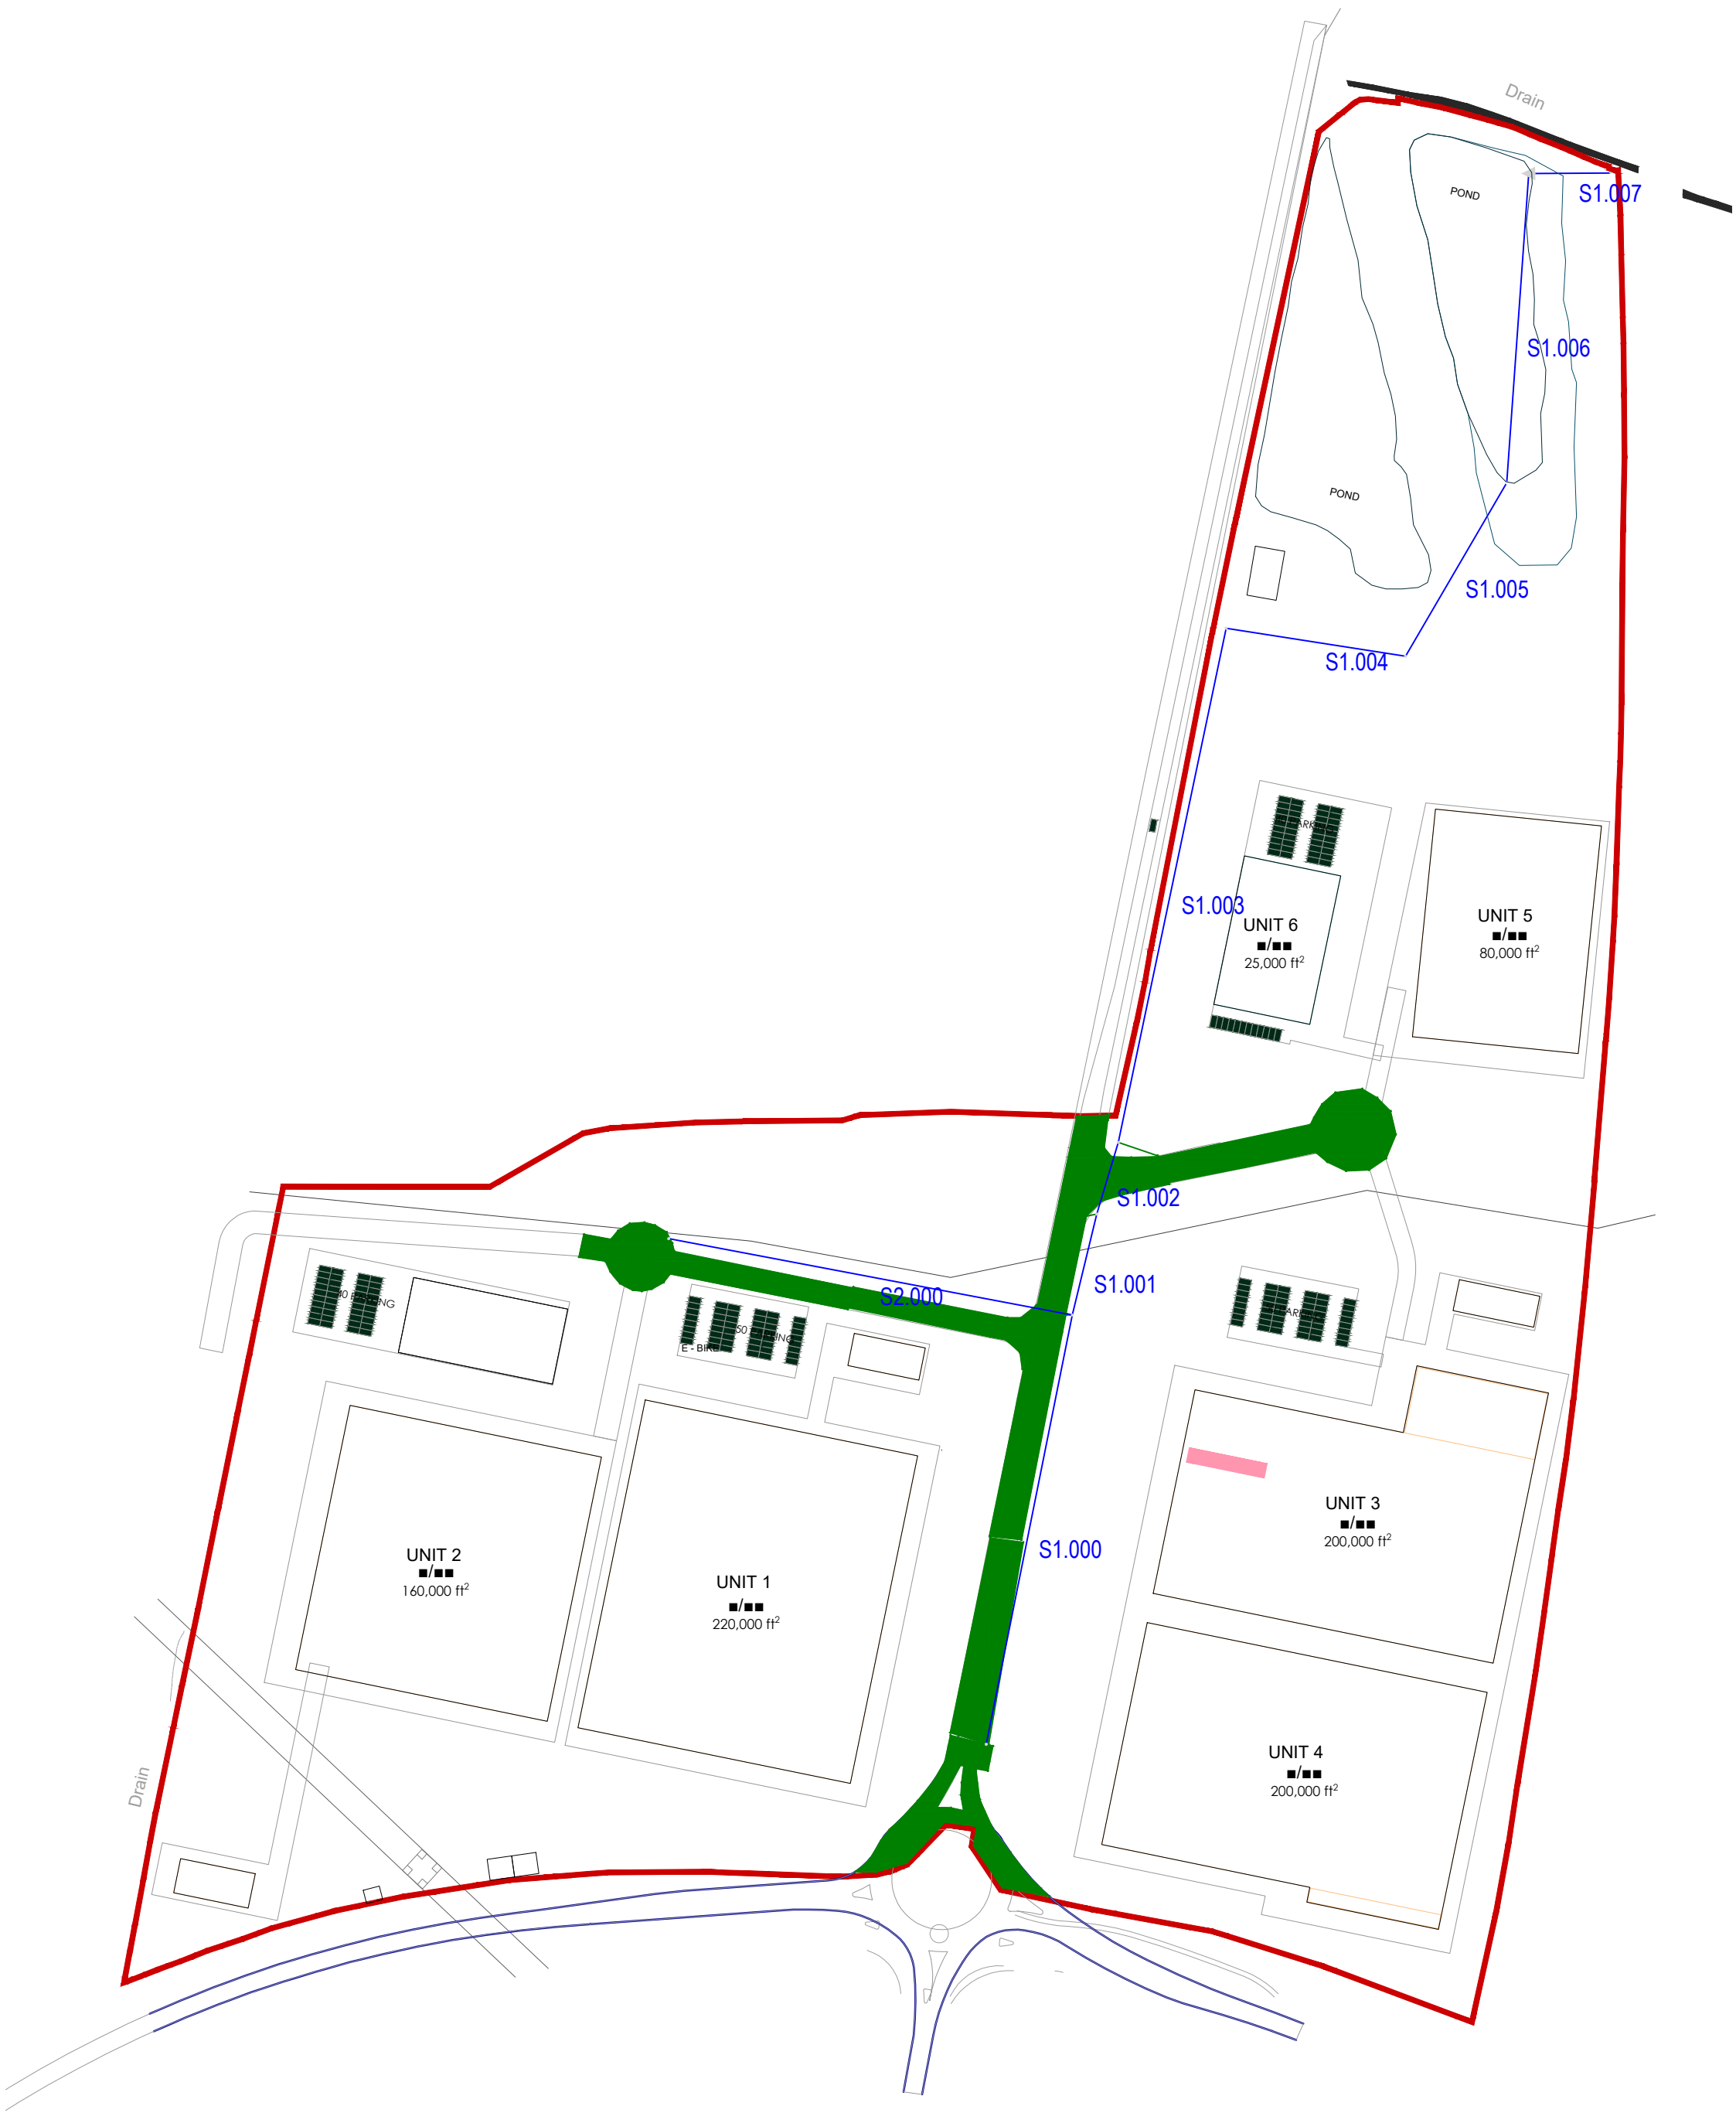 Drain
S1.007
POND
S1.006
POND
S1.005
S1.004
S1.003
UNIT 6
■/■■
25,000 ft²
UNIT 5
■/■■
80,000 ft²
S1.002
S1.001
S2.000
E - BIKE
S1.000
UNIT 3
■/■■
200,000 ft²
UNIT 2
■/■■
160,000 ft²
UNIT 1
■/■■
220,000 ft²
UNIT 4
■/■■
200,000 ft²
Drain